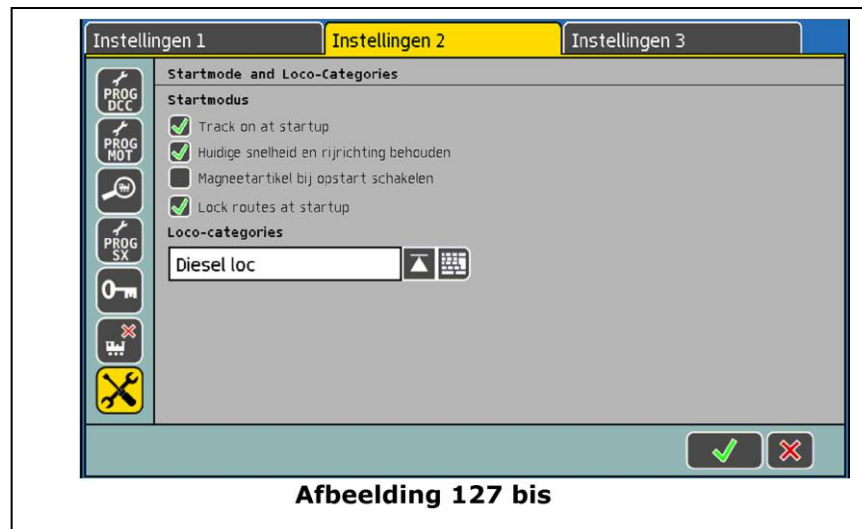 Instellingen 1
Instellingen 2
Instellingen 3
PROG
DCC
PROG
MOT
PROG
SX
Startmode and Loco-Categories
Startmodus
Track on at startup
Huidige snelheid en rijrichting behouden
Magneetartikel bij opstart schakelen
Lock routes at startup
Loco-categories
Diesel loc
Afbeelding 127 bis